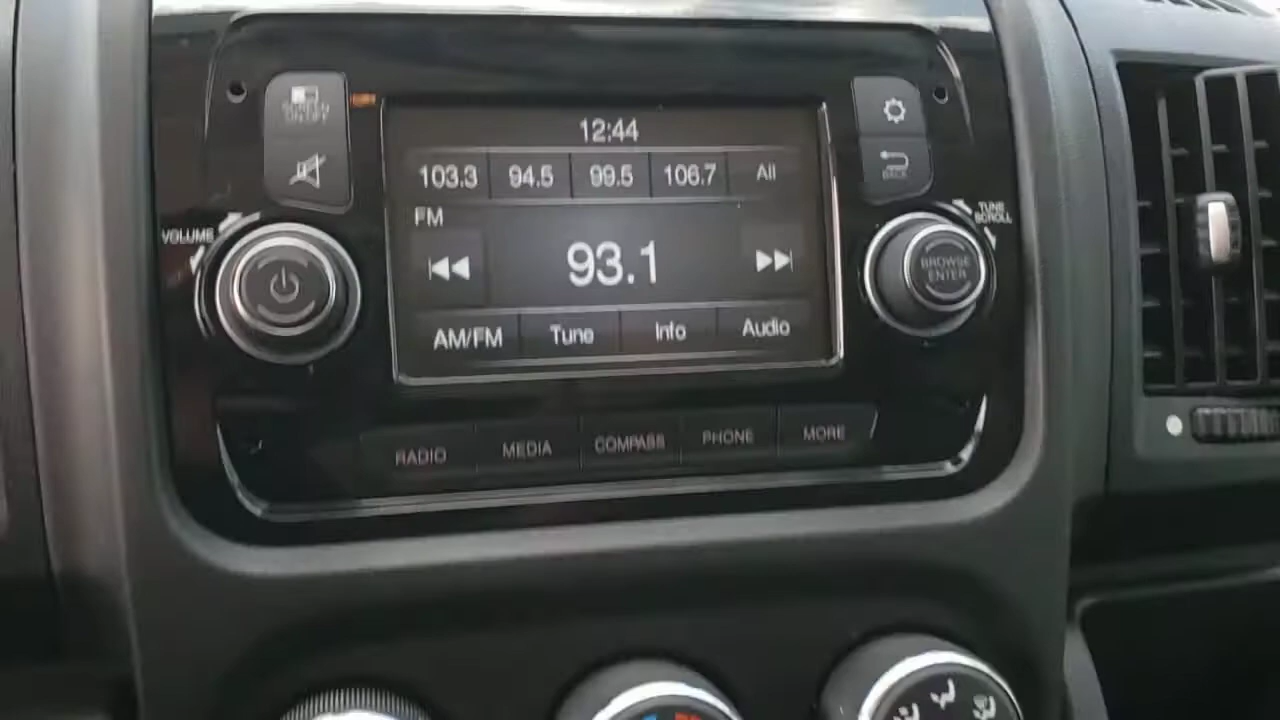 SCREEN
ON/OFF
12:44
103.3 94.5 99.5 106.7 All
FM
93.1
AM/FM Tune Info Audio
VOLUME
BACK
TUNE
SCROLL
BROWSE
ENTER
RADIO MEDIA COMPASS PHONE MORE